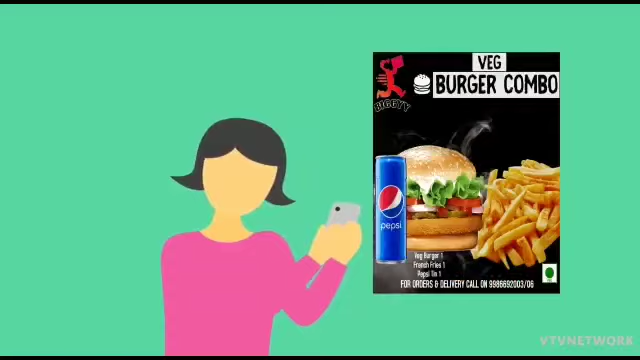 VEG
BURGER COMBO
BIGGYY
pepsi
Veg Burger 1
French Fries 1
Pepsi Tin 1
FOR ORDERS & DELIVERY CALL ON 9986692003/06
VTVNETWORK